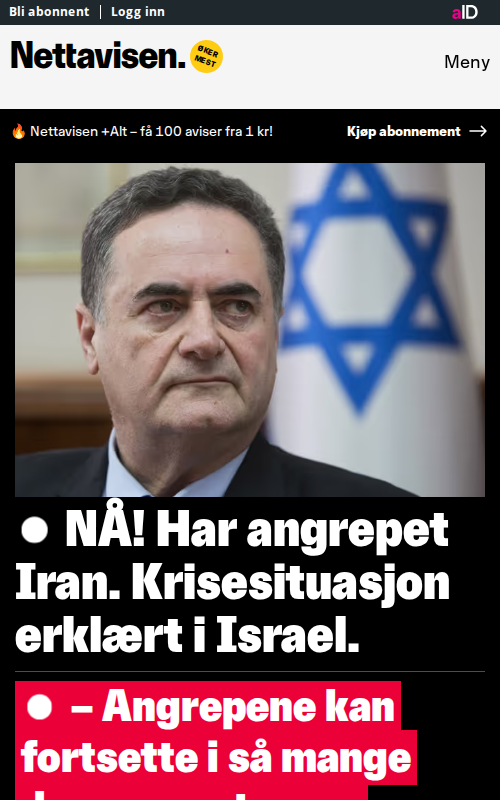 Bli abonnent | Logg inn
aID
Nettavisen.
ØKER
MEST
Meny
Nettavisen +Alt – få 100 aviser fra 1 kr!
Kjøp abonnement →
NÅ! Har angrepet
Iran. Krisesituasjon
erklært i Israel.
– Angrepene kan
fortsette i så mange